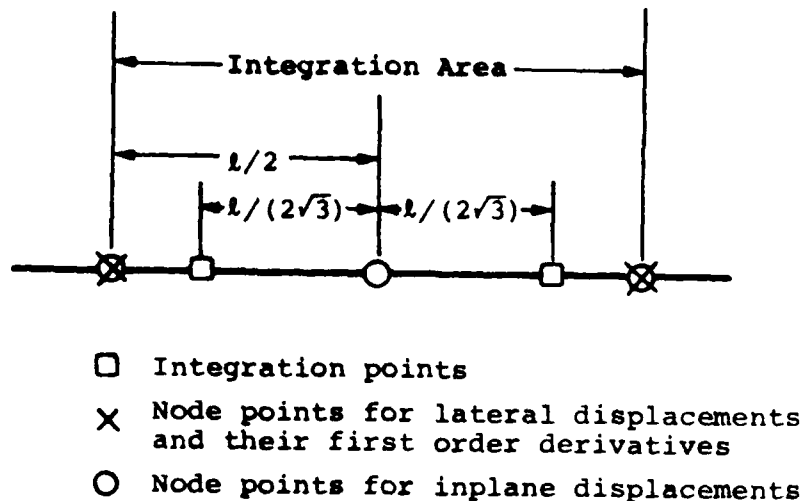 Integration Area
ℓ/2
ℓ/(2√3) ℓ/(2√3)
Integration points
Node points for lateral displacements
and their first order derivatives
Node points for inplane displacements